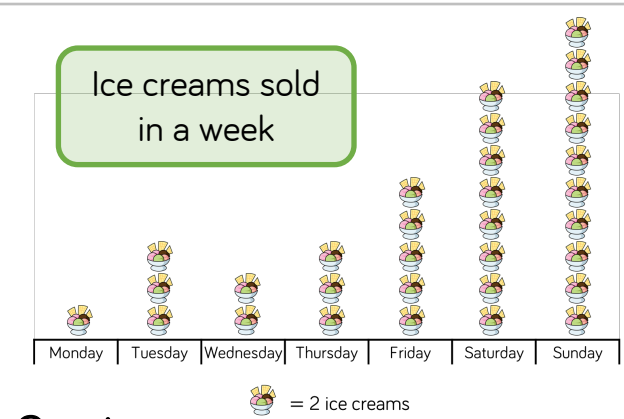 Ice creams sold
in a week
Monday Tuesday Wednesday Thursday Friday Saturday Sunday
= 2 ice creams